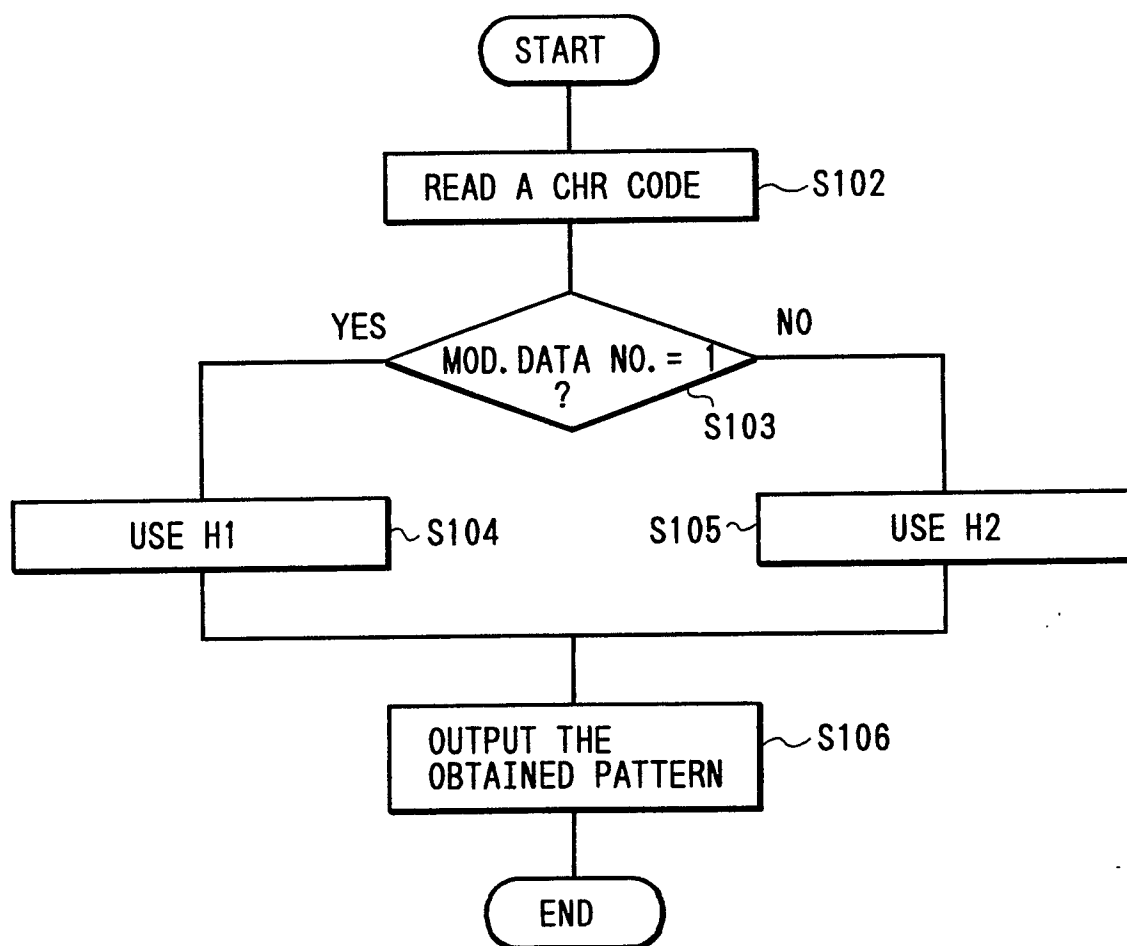 START
READ A CHR CODE
S102
YES
NO
MOD. DATA NO. = 1
?
S103
USE H1
S104
S105
USE H2
OUTPUT THE
OBTAINED PATTERN
S106
END